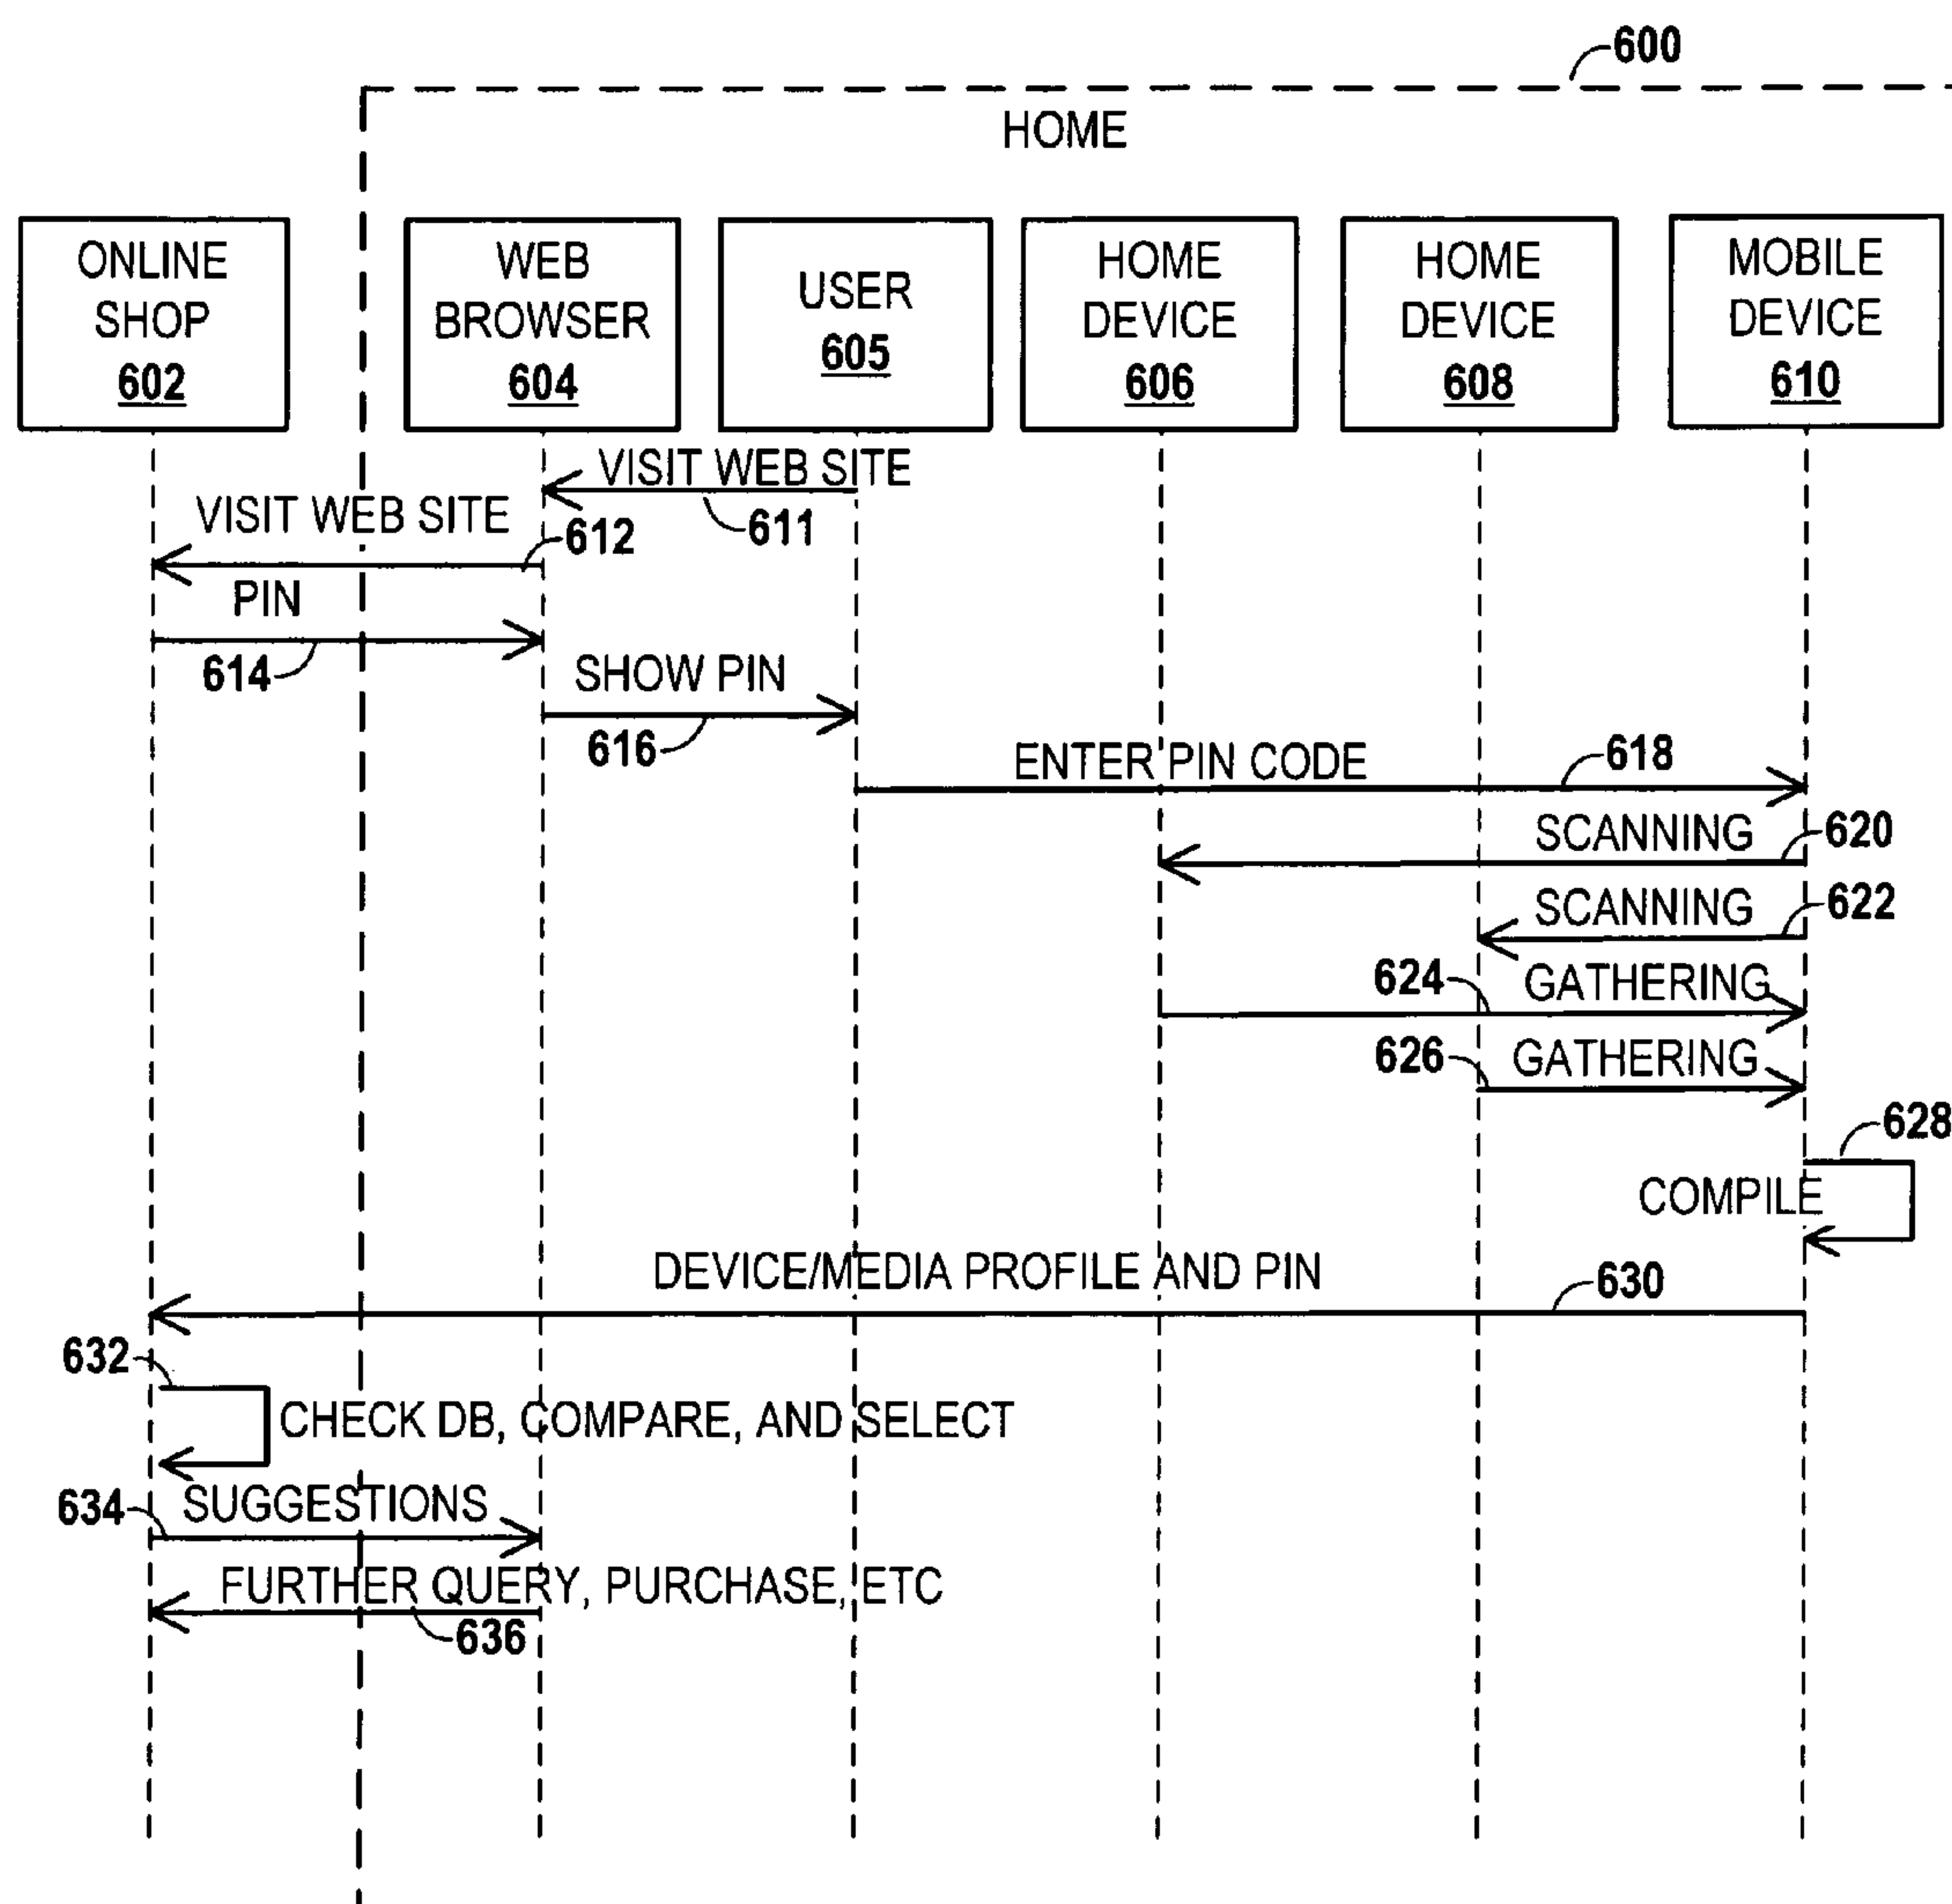 600
HOME
ONLINE
SHOP
602
WEB
BROWSER
604
USER
605
HOME
DEVICE
606
HOME
DEVICE
608
MOBILE
DEVICE
610
VISIT WEB SITE
611
VISIT WEB SITE
612
PIN
614
SHOW PIN
616
ENTER PIN CODE
618
SCANNING
620
SCANNING
622
624
GATHERING
626
GATHERING
628
COMPILE
DEVICE/MEDIA PROFILE AND PIN
630
632
CHECK DB, COMPARE, AND SELECT
634
SUGGESTIONS
FURTHER QUERY, PURCHASE, ETC
636